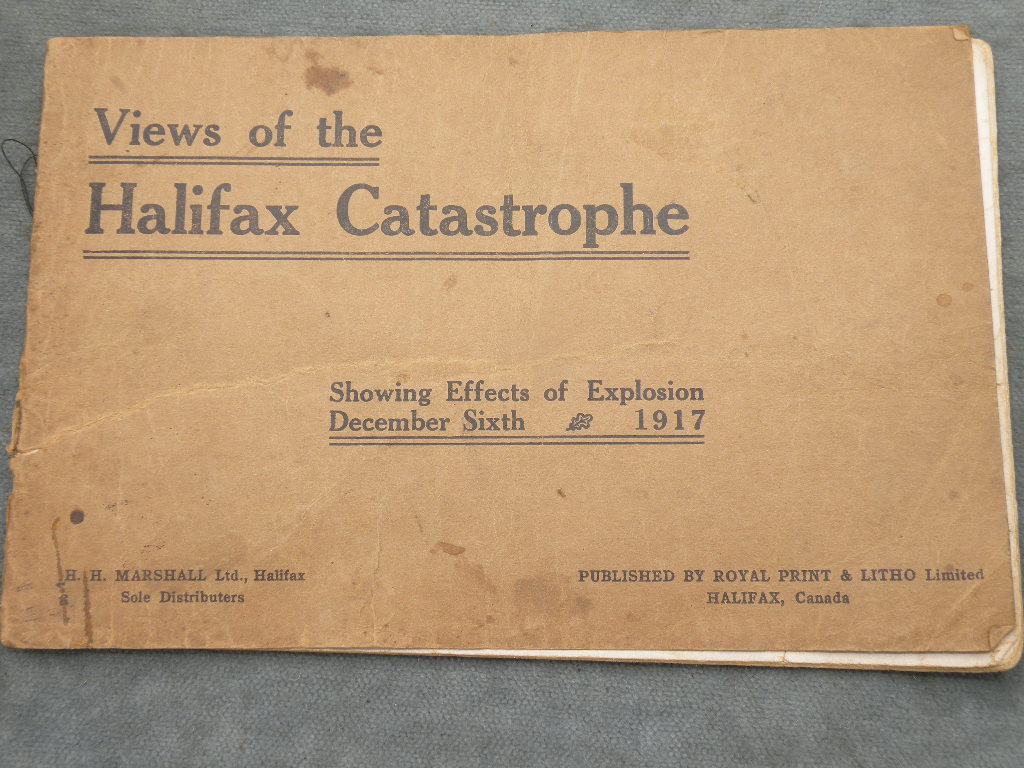 Views of the
Halifax Catastrophe
Showing Effects of Explosion
December Sixth 1917
H. H. MARSHALL Ltd., Halifax
Sole Distributers
PUBLISHED BY ROYAL PRINT & LITHO Limited
HALIFAX, Canada